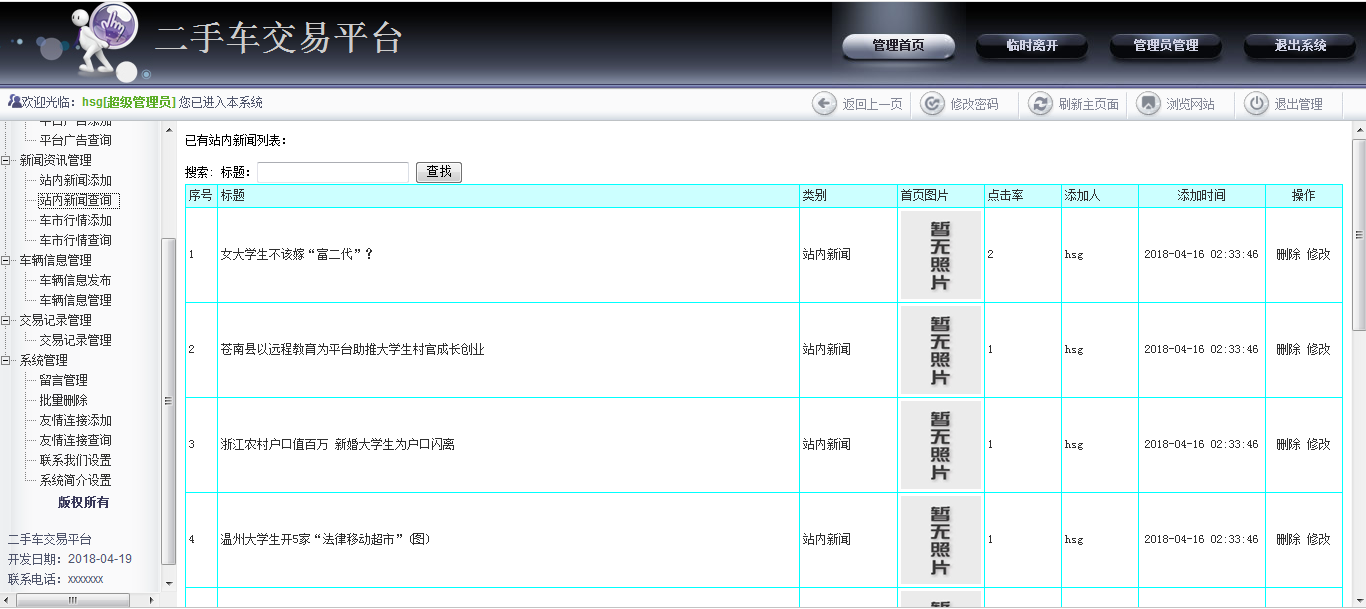 二手车交易平台
管理首页 临时离开 管理员管理 退出系统
欢迎光临：hsg[超级管理员] 您已进入本系统
返回上一页 修改密码 刷新主页面 浏览网站 退出管理
平台广告添加
平台广告查询
新闻资讯管理
站内新闻添加
站内新闻查询
车市行情添加
车市行情查询
车辆信息管理
车辆信息发布
车辆信息管理
交易记录管理
交易记录管理
系统管理
留言管理
批量删除
友情连接添加
友情连接查询
联系我们设置
系统简介设置
版权所有
二手车交易平台
开发日期：2018-04-19
联系电话：xxxxxxx
已有站内新闻列表：
搜索： 标题： 查找
序号 标题 类别 首页图片 点击率 添加人 添加时间 操作
1 女大学生不该嫁“富二代”？ 站内新闻 暂无照片 2 hsg 2018-04-16 02:33:46 删除 修改
2 苍南县以远程教育为平台助推大学生村官成长创业 站内新闻 暂无照片 1 hsg 2018-04-16 02:33:46 删除 修改
3 浙江农村户口值百万 新婚大学生为户口闪离 站内新闻 暂无照片 1 hsg 2018-04-16 02:33:46 删除 修改
4 温州大学生开5家“法律移动超市”(图) 站内新闻 暂无照片 1 hsg 2018-04-16 02:33:46 删除 修改